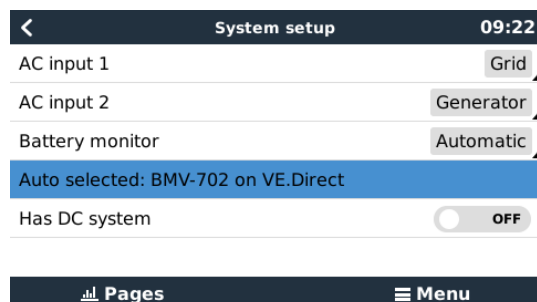 System setup 09:22
AC input 1 Grid
AC input 2 Generator
Battery monitor Automatic
Auto selected: BMV-702 on VE.Direct
Has DC system OFF
Pages Menu